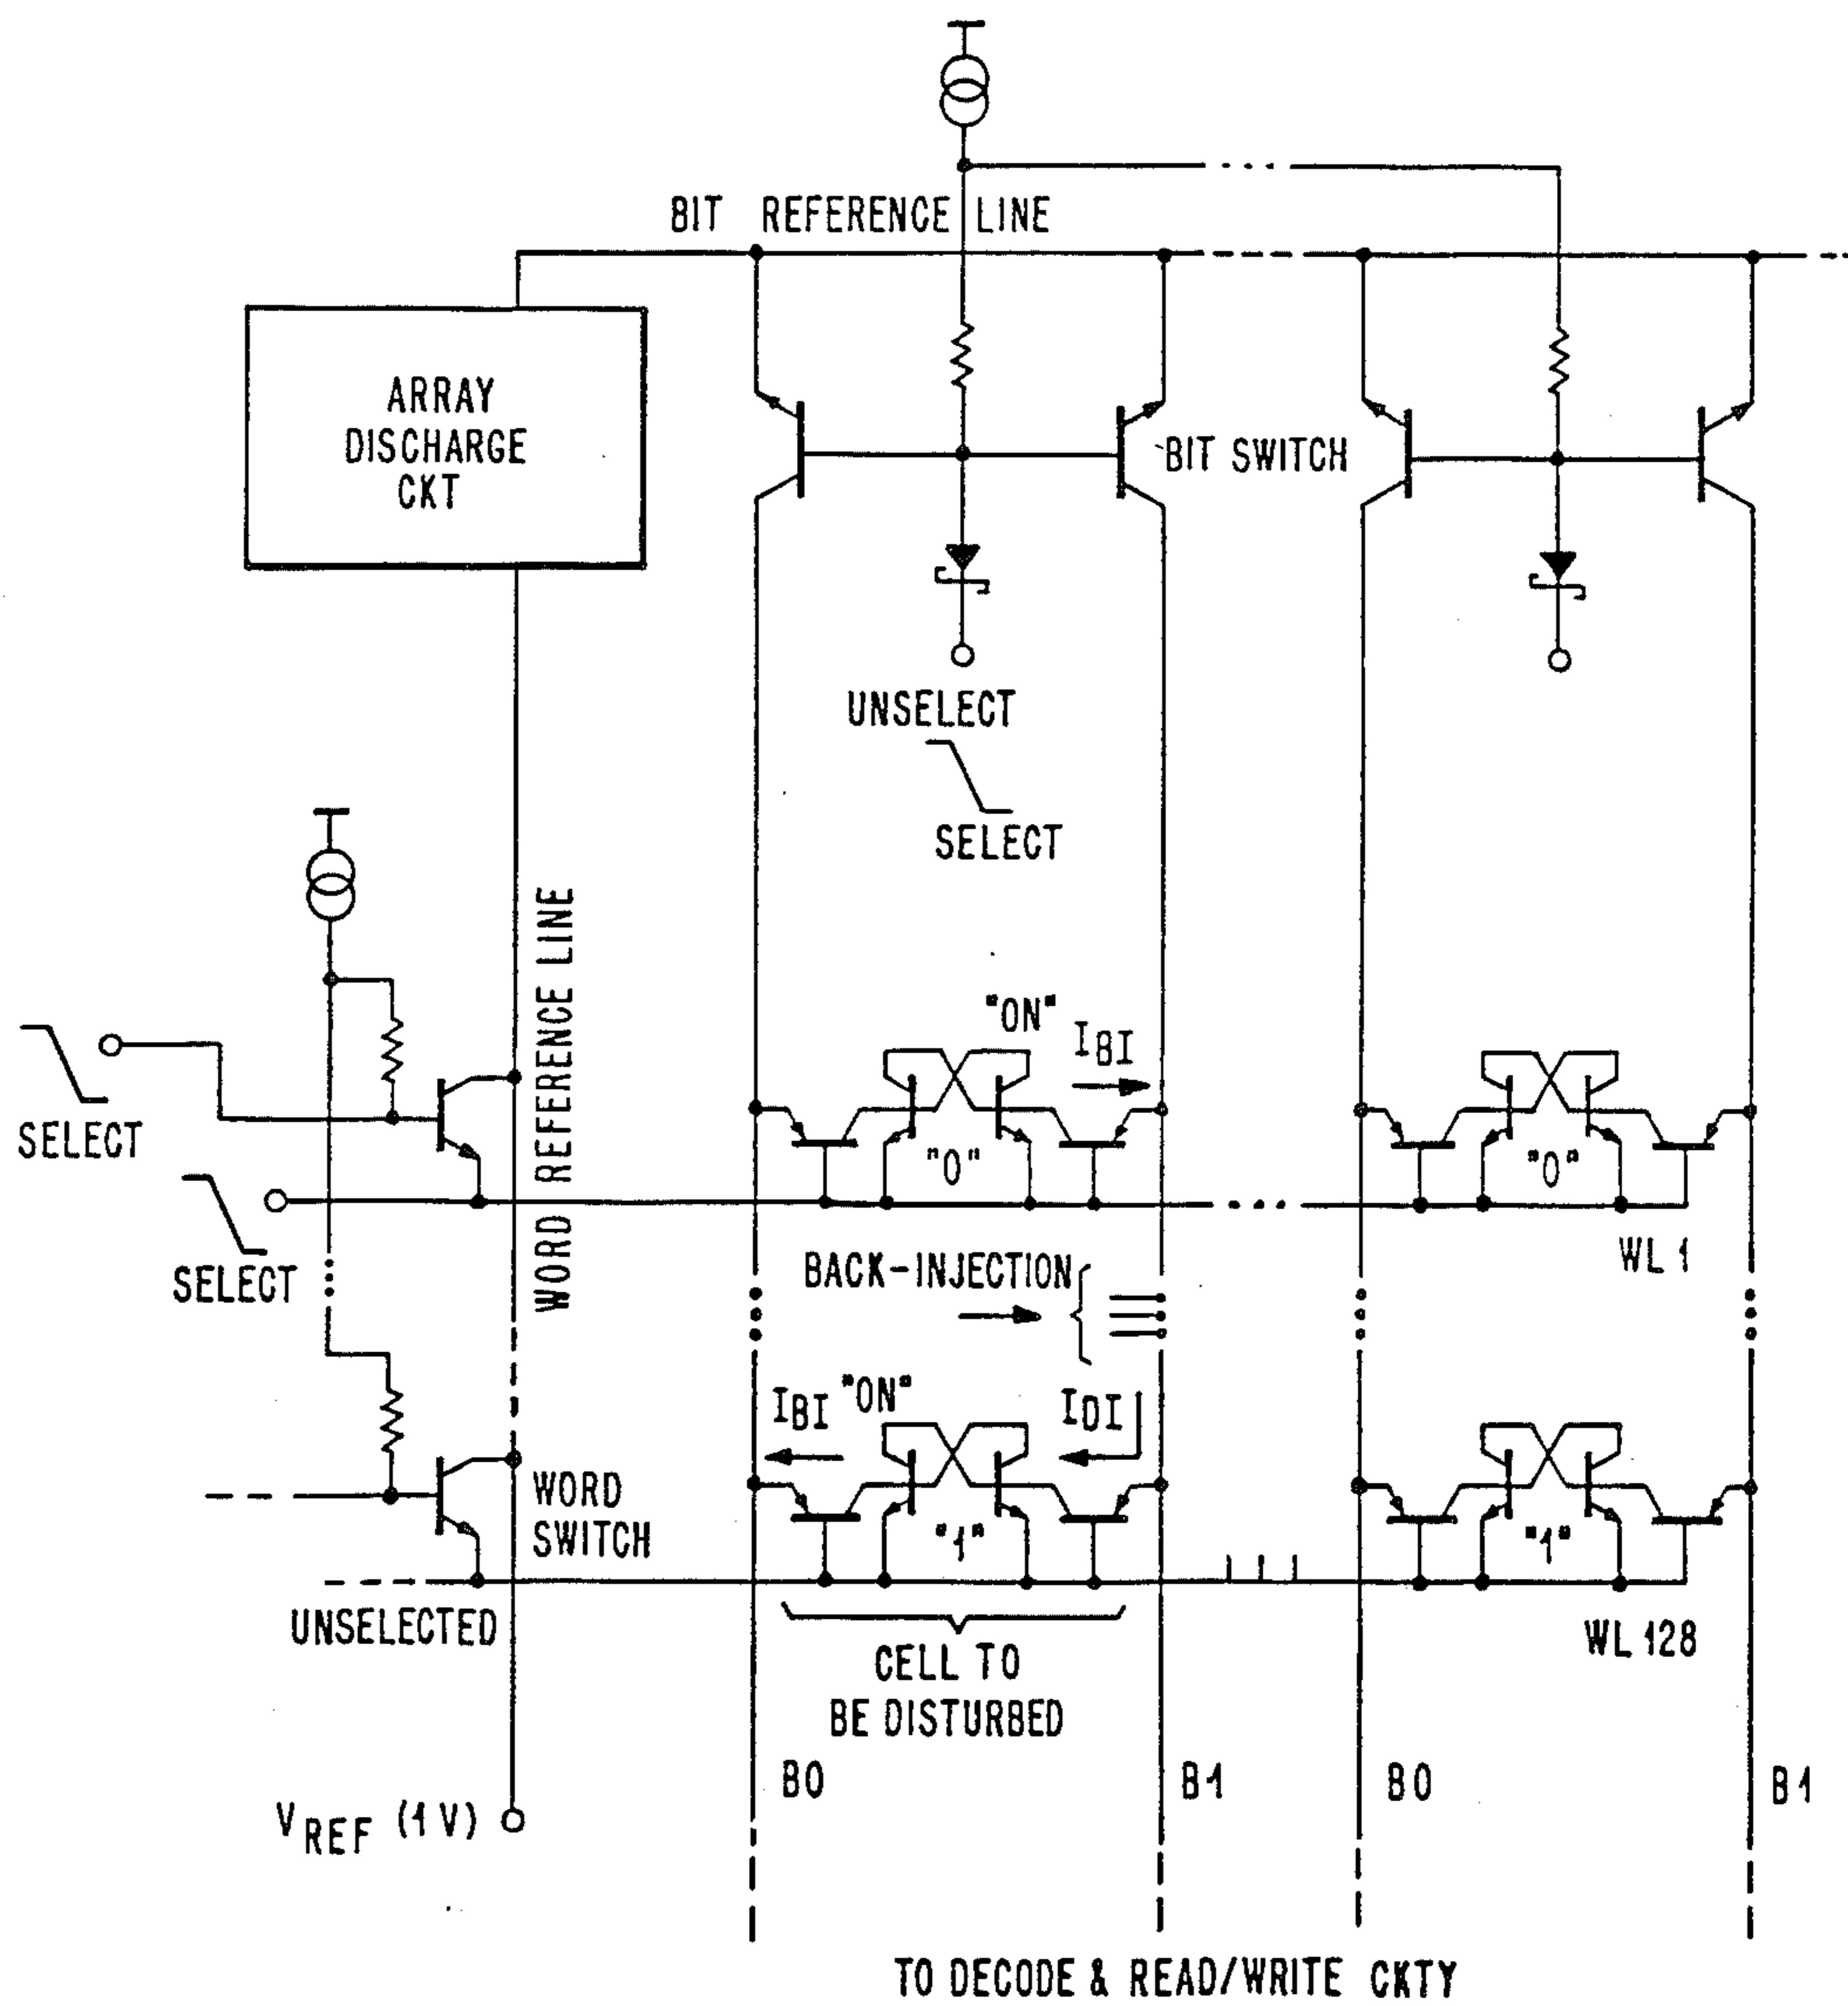 BIT REFERENCE LINE
ARRAY
DISCHARGE
CKT
BIT SWITCH
UNSELECT
SELECT
WORD REFERENCE LINE
"ON"
IBI
SELECT
"0"
"0"
SELECT
BACK-INJECTION
WL 1
IBI
"ON"
IDI
WORD
SWITCH
"1"
"1"
UNSELECTED
CELL TO
BE DISTURBED
WL 128
VREF (1 V)
B0
B1
B0
B1
TO DECODE & READ/WRITE CKTY